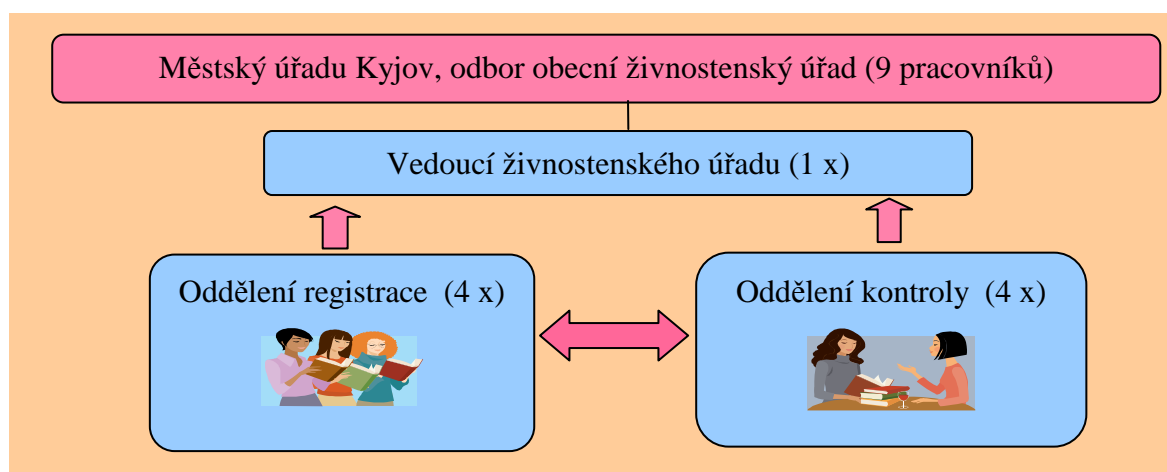 Městský úřadu Kyjov, odbor obecní živnostenský úřad (9 pracovníků)
Vedoucí živnostenského úřadu (1 x)
Oddělení registrace  (4 x)
Oddělení kontroly  (4 x)